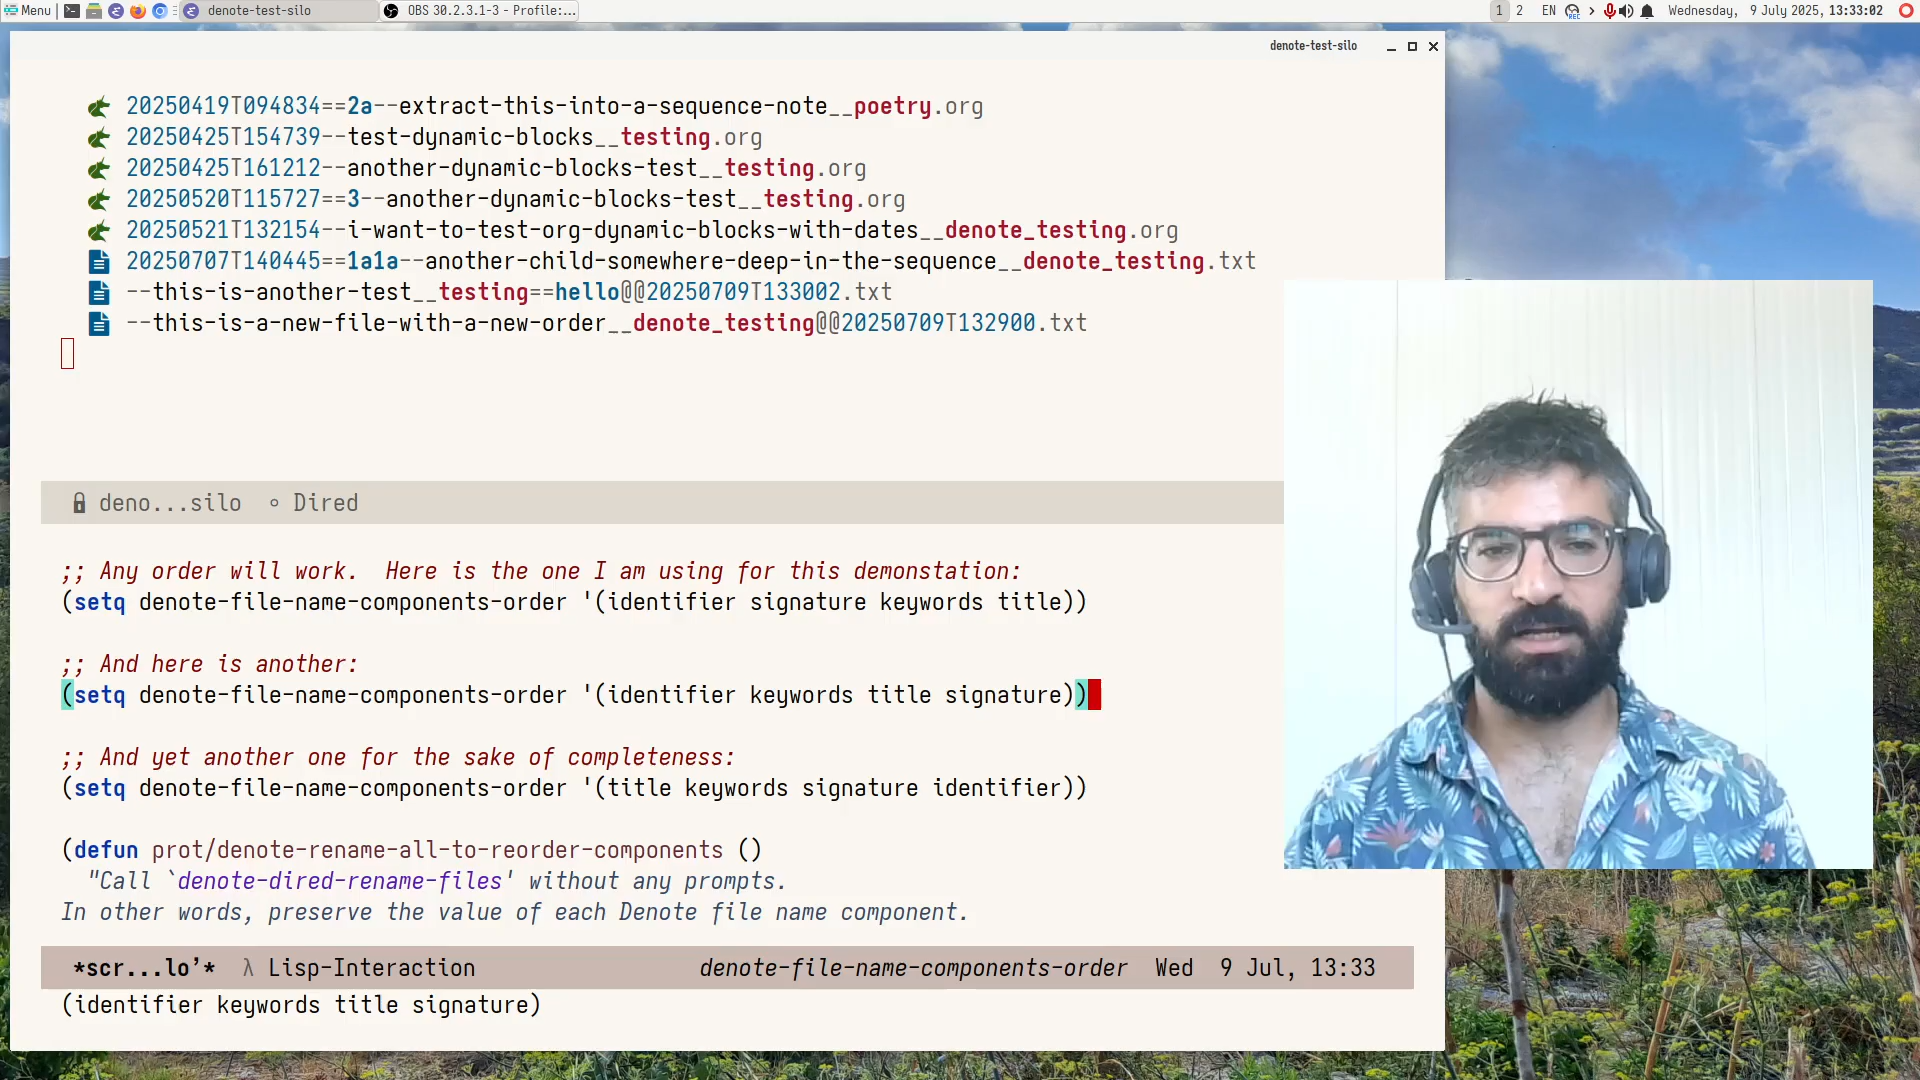 Menu denote-test-silo OBS 30.2.3.1-3 - Profile:... 1 2 EN REC Wednesday, 9 July 2025, 13:33:02
denote-test-silo
20250419T094834==2a--extract-this-into-a-sequence-note__poetry.org
20250425T154739--test-dynamic-blocks__testing.org
20250425T161212--another-dynamic-blocks-test__testing.org
20250520T115727==3--another-dynamic-blocks-test__testing.org
20250521T132154--i-want-to-test-org-dynamic-blocks-with-dates__denote_testing.org
20250707T140445==1a1a--another-child-somewhere-deep-in-the-sequence__denote_testing.txt
--this-is-another-test__testing==hello@@20250709T133002.txt
--this-is-a-new-file-with-a-new-order__denote_testing@@20250709T132900.txt
deno...silo ∘ Dired
;; Any order will work.  Here is the one I am using for this demonstation:
(setq denote-file-name-components-order '(identifier signature keywords title))
;; And here is another:
(setq denote-file-name-components-order '(identifier keywords title signature))
;; And yet another one for the sake of completeness:
(setq denote-file-name-components-order '(title keywords signature identifier))
(defun prot/denote-rename-all-to-reorder-components ()
"Call `denote-dired-rename-files' without any prompts.
In other words, preserve the value of each Denote file name component.
*scr...lo’* λ Lisp-Interaction denote-file-name-components-order Wed 9 Jul, 13:33
(identifier keywords title signature)